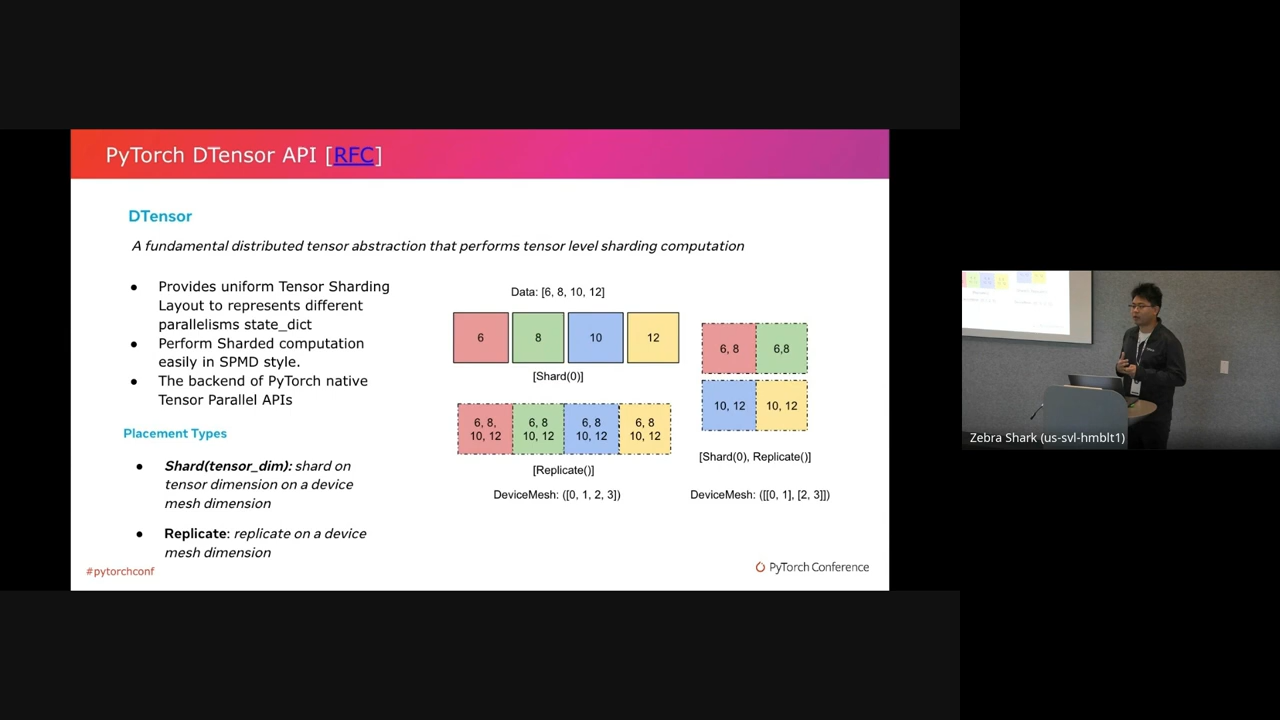 PyTorch DTensor API [RFC]
DTensor
A fundamental distributed tensor abstraction that performs tensor level sharding computation
● Provides uniform Tensor Sharding
Layout to represents different
parallelisms state_dict
● Perform Sharded computation
easily in SPMD style.
● The backend of PyTorch native
Tensor Parallel APIs
Placement Types
● Shard(tensor_dim): shard on
tensor dimension on a device
mesh dimension
● Replicate: replicate on a device
mesh dimension
Data: [6, 8, 10, 12]
6 8 10 12
[Shard(0)]
6, 8, 6, 8 6, 8 6, 8
10, 12 10, 12 10, 12 10, 12
[Replicate()]
DeviceMesh: ([0, 1, 2, 3])
6, 8 6,8
10, 12 10, 12
[Shard(0), Replicate()]
DeviceMesh: ([[0, 1], [2, 3]])
#pytorchconf
PyTorch Conference
Zebra Shark (us-svl-hmblt1)